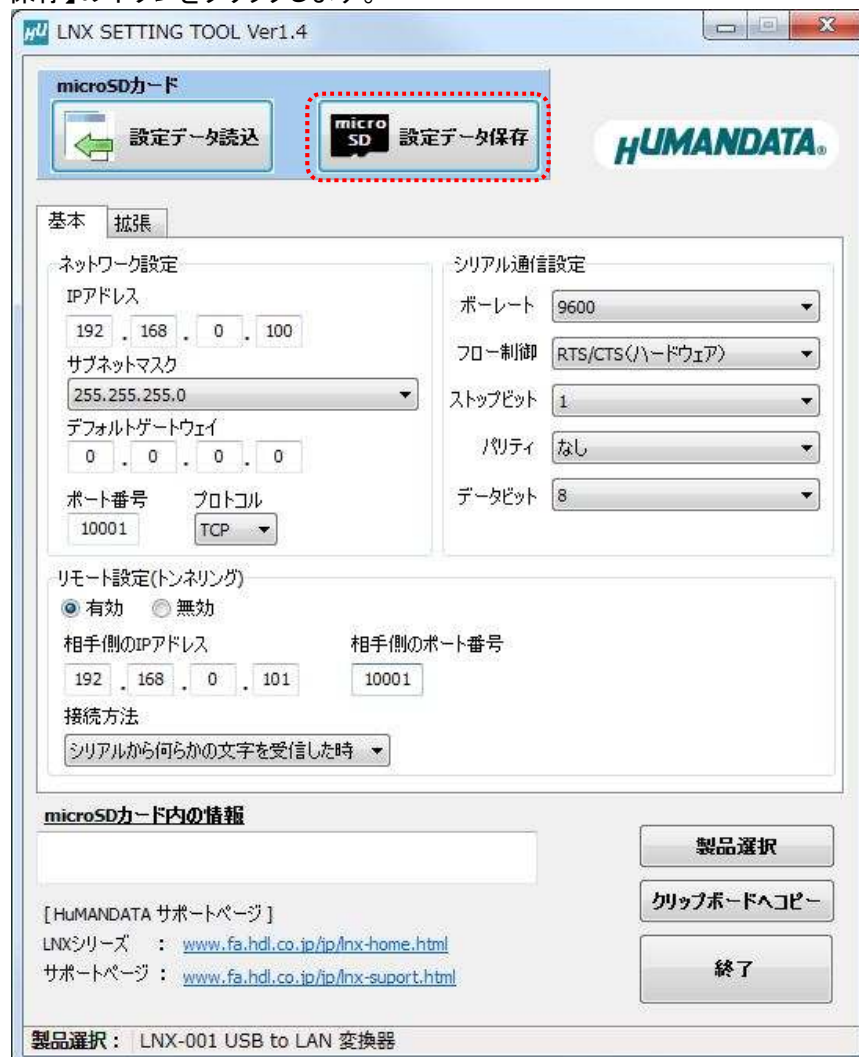 保存】のボタンをクリックします。
LNX SETTING TOOL Ver1.4
microSDカード
設定データ読込
micro SD 設定データ保存
HUMANDATA®
基本 拡張
ネットワーク設定
IPアドレス
192 . 168 . 0 . 100
サブネットマスク
255.255.255.0
デフォルトゲートウェイ
0 . 0 . 0 . 0
ポート番号 プロトコル
10001 TCP
シリアル通信設定
ボーレート 9600
フロー制御 RTS/CTS(ハードウェア)
ストップビット 1
パリティ なし
データビット 8
リモート設定(トンネリング)
有効 無効
相手側のIPアドレス 相手側のポート番号
192 . 168 . 0 . 101 10001
接続方法
シリアルから何らかの文字を受信した時
microSDカード内の情報
製品選択
クリップボードへコピー
終了
[HuMANDATA サポートページ]
LNXシリーズ : www.fa.hdl.co.jp/jp/lnx-home.html
サポートページ : www.fa.hdl.co.jp/jp/lnx-suport.html
製品選択: LNX-001 USB to LAN 変換器